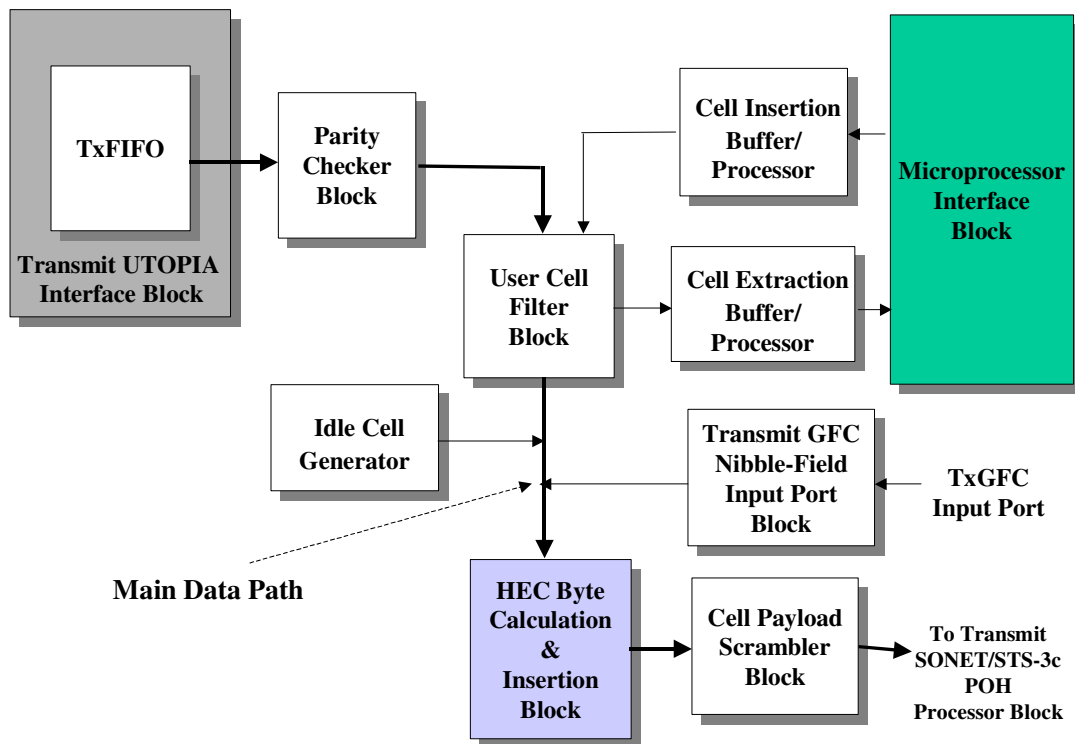 TxFIFO
Transmit UTOPIA
Interface Block
Parity
Checker
Block
Cell Insertion
Buffer/
Processor
Microprocessor
Interface
Block
User Cell
Filter
Block
Cell Extraction
Buffer/
Processor
Idle Cell
Generator
Transmit GFC
Nibble-Field
Input Port
Block
TxGFC
Input Port
Main Data Path
HEC Byte
Calculation
&
Insertion
Block
Cell Payload
Scrambler
Block
To Transmit
SONET/STS-3c
POH
Processor Block